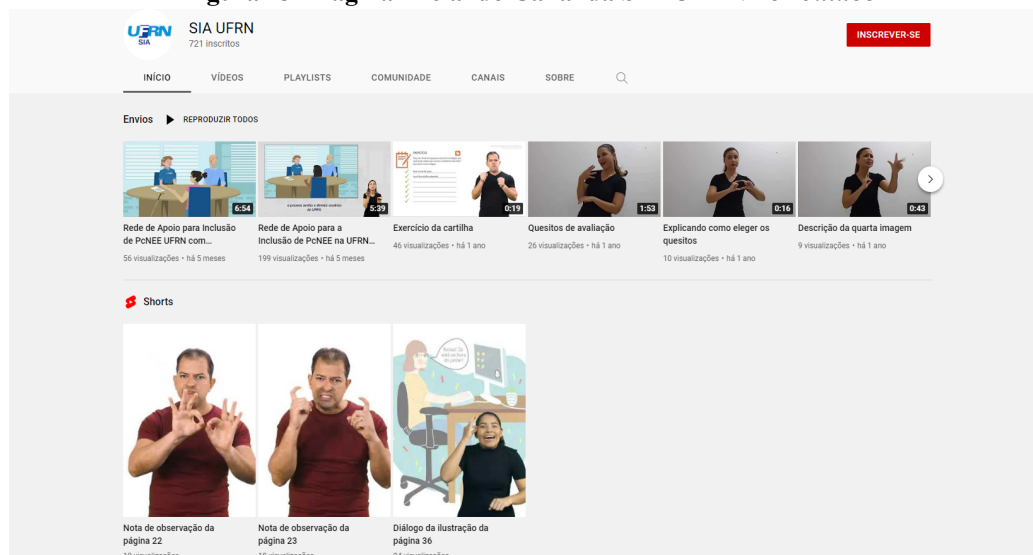 UFRN
SIA
SIA UFRN
721 inscritos
INSCREVER-SE
INÍCIO VÍDEOS PLAYLISTS COMUNIDADE CANAIS SOBRE
Envios REPRODUZIR TODOS
6:54 5:39 0:19 1:53 0:16 0:43
Rede de Apoio para Inclusão
de PcNEE UFRN com...
56 visualizações • há 5 meses
Rede de Apoio para a
Inclusão de PcNEE na UFRN...
199 visualizações • há 5 meses
Exercício da cartilha
46 visualizações • há 1 ano
Quesitos de avaliação
26 visualizações • há 1 ano
Explicando como eleger os
quesitos
10 visualizações • há 1 ano
Descrição da quarta imagem
9 visualizações • há 1 ano
Shorts
Nota de observação da
página 22
Nota de observação da
página 23
Diálogo da ilustração da
página 36